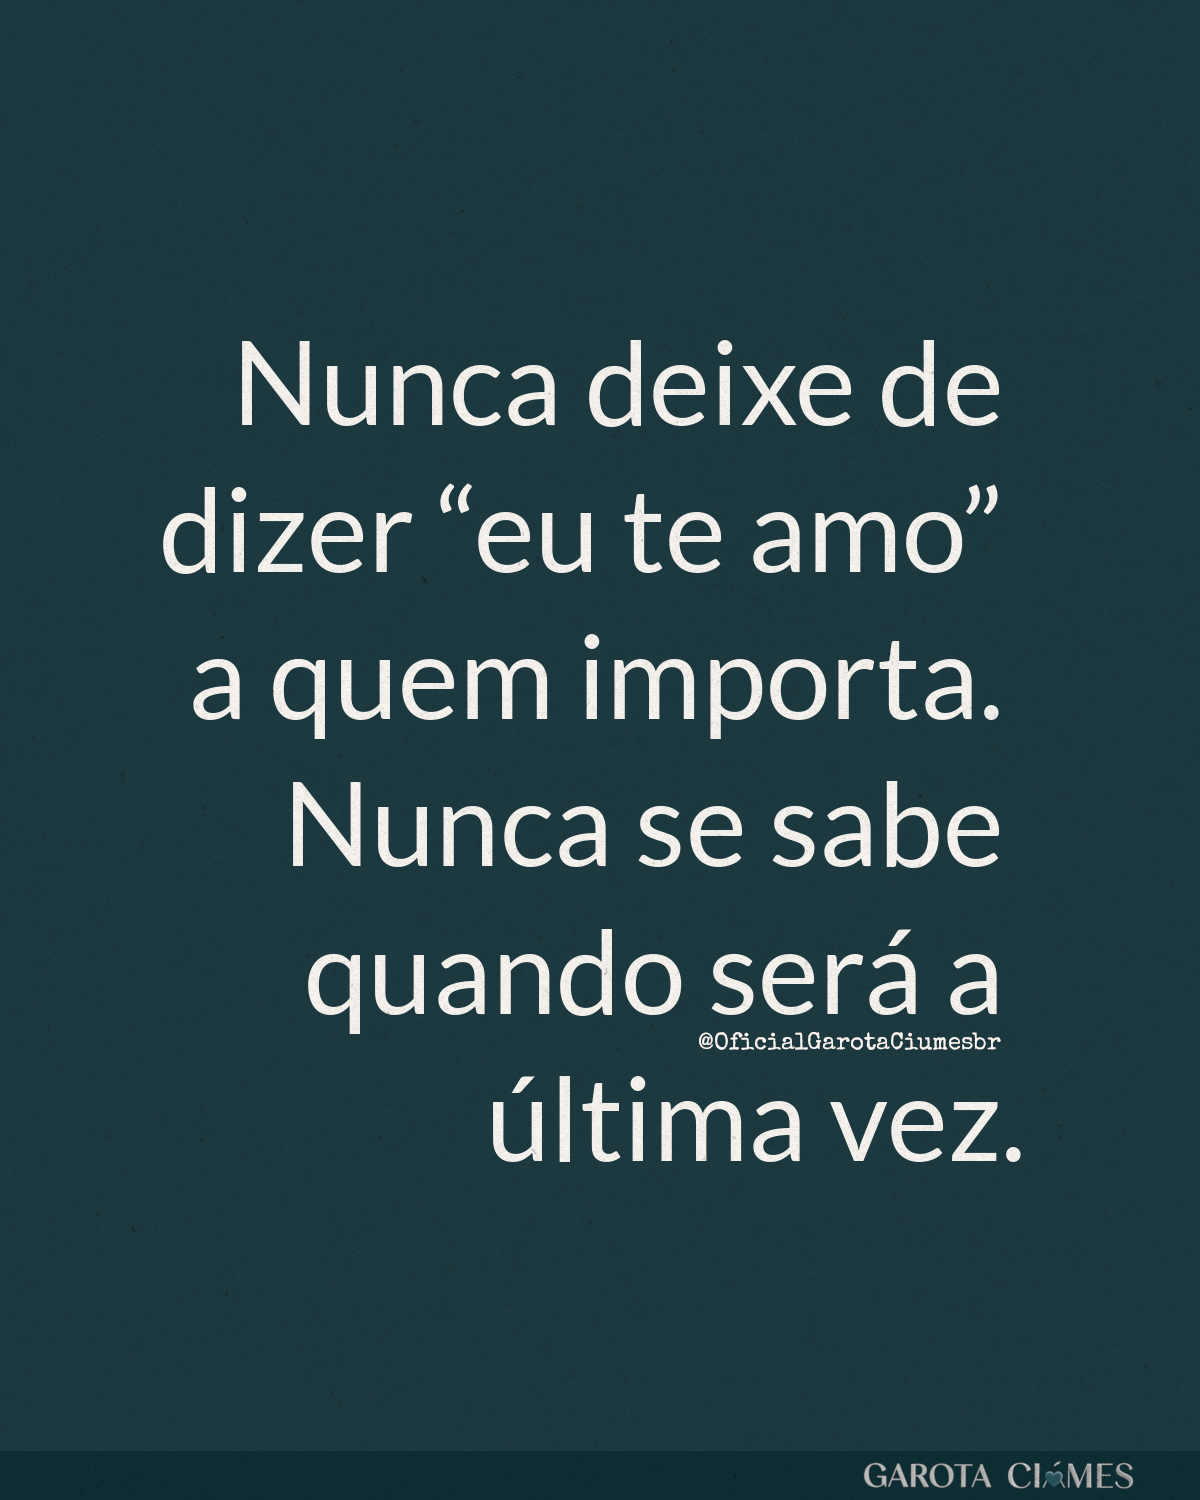 Nunca deixe de
dizer “eu te amo”
a quem importa.
Nunca se sabe
quando será a
@OficialGarotaCiumesbr
última vez.
GAROTA CIÚMES